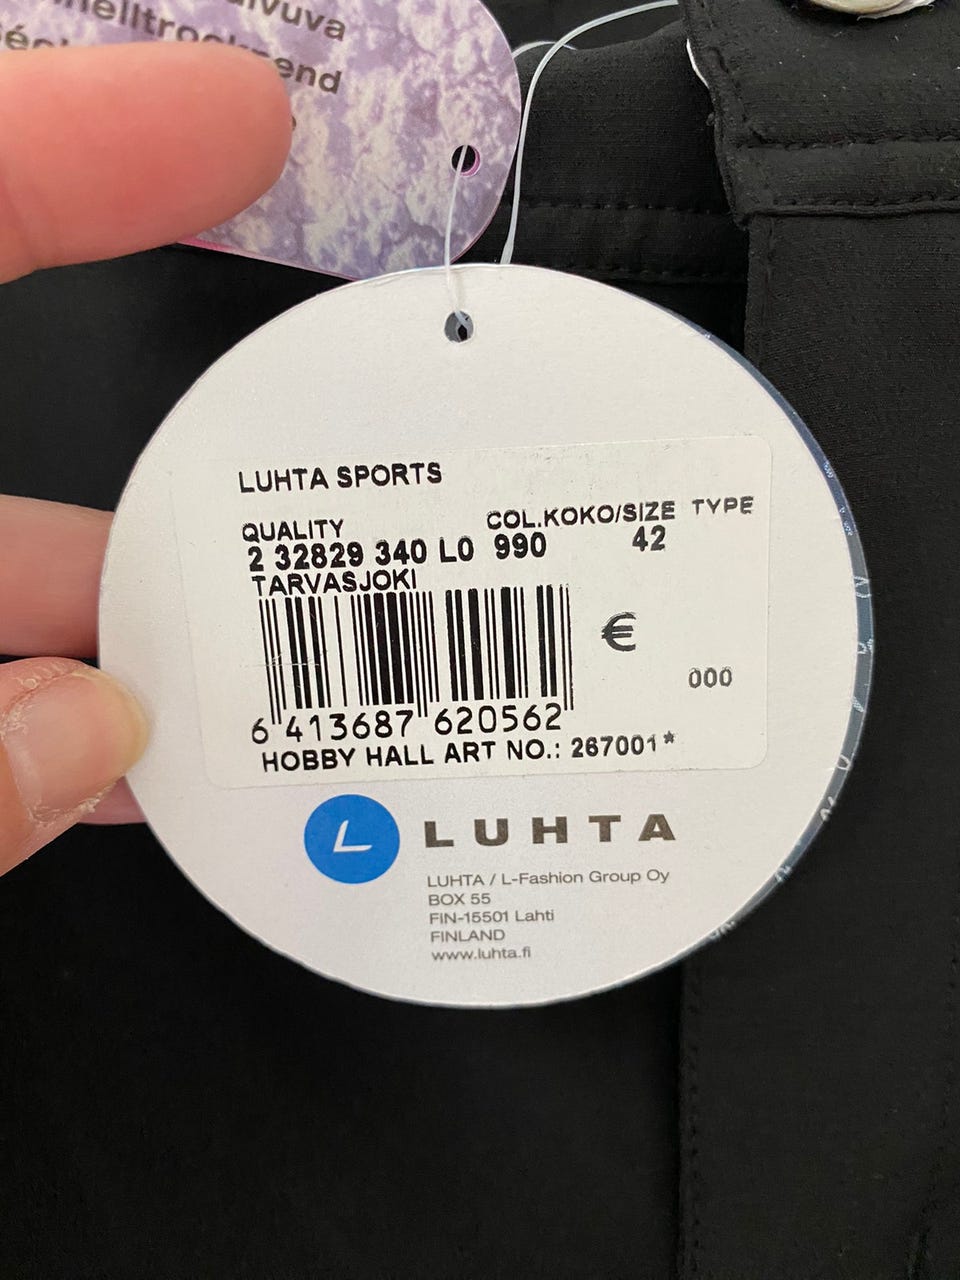 end
LUHTA SPORTS
QUALITY COL.KOKO/SIZE TYPE
2 32829 340 L0 990 42
TARVASJOKI
€
000
6 413687 620562
HOBBY HALL ART NO.: 267001*
L LUHTA
LUHTA / L-Fashion Group Oy
BOX 55
FIN-15501 Lahti
FINLAND
www.luhta.fi